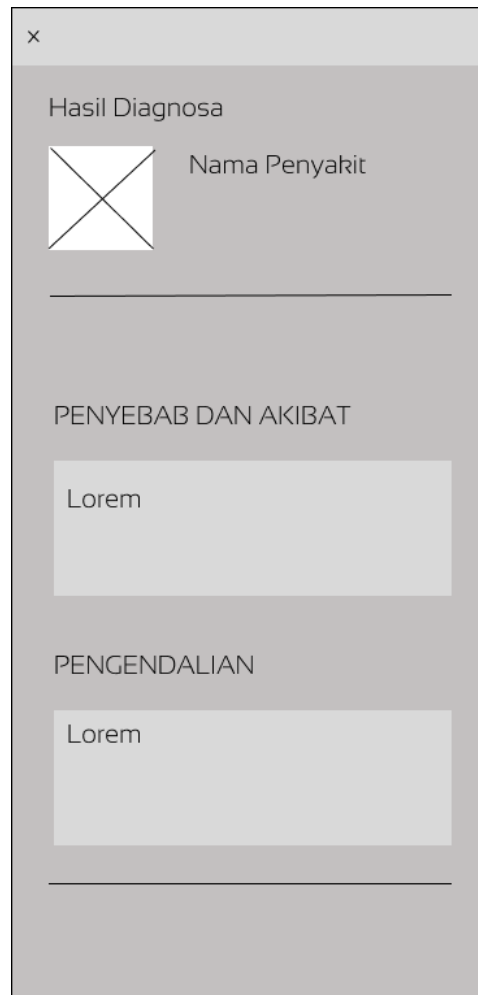 ×
Hasil Diagnosa
Nama Penyakit
PENYEBAB DAN AKIBAT
Lorem
PENGENDALIAN
Lorem